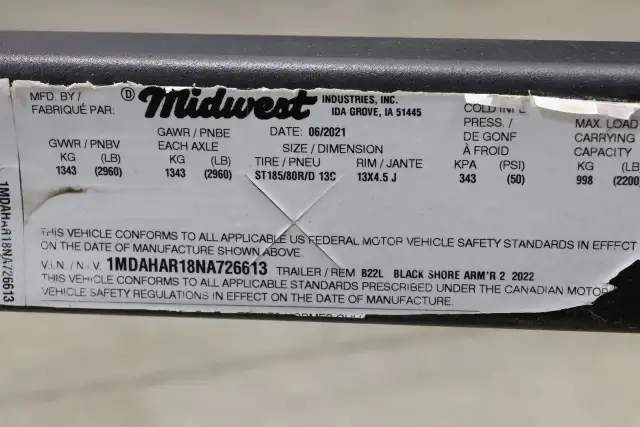 MFD. BY / FABRIQUÉ PAR: Ⓓ Midwest INDUSTRIES, INC.
IDA GROVE, IA 51445
GVWR / PNBV
KG (LB)
1343 (2960)
GAWR / PNBE
EACH AXLE
KG (LB)
1343 (2960)
DATE: 06/2021
SIZE / DIMENSION
TIRE / PNEU RIM / JANTE
ST185/80R/D 13C 13X4.5 J
COLD INFL
PRESS. /
DE GONF
À FROID
KPA (PSI)
343 (50)
MAX. LOAD
CARRYING
CAPACITY
KG (LB)
998 (2200
THIS VEHICLE CONFORMS TO ALL APPLICABLE US FEDERAL MOTOR VEHICLE SAFETY STANDARDS IN EFFECT
ON THE DATE OF MANUFACTURE SHOWN ABOVE.
V.I.N. / N.I.V. 1MDAHAR18NA726613 TRAILER / REM B22L BLACK SHORE ARM'R 2 2022
THIS VEHICLE CONFORMS TO ALL APPLICABLE STANDARDS PRESCRIBED UNDER THE CANADIAN MOTOR
VEHICLE SAFETY REGULATIONS IN EFFECT ON THE DATE OF MANUFACTURE
1MDAHAR18NA726613